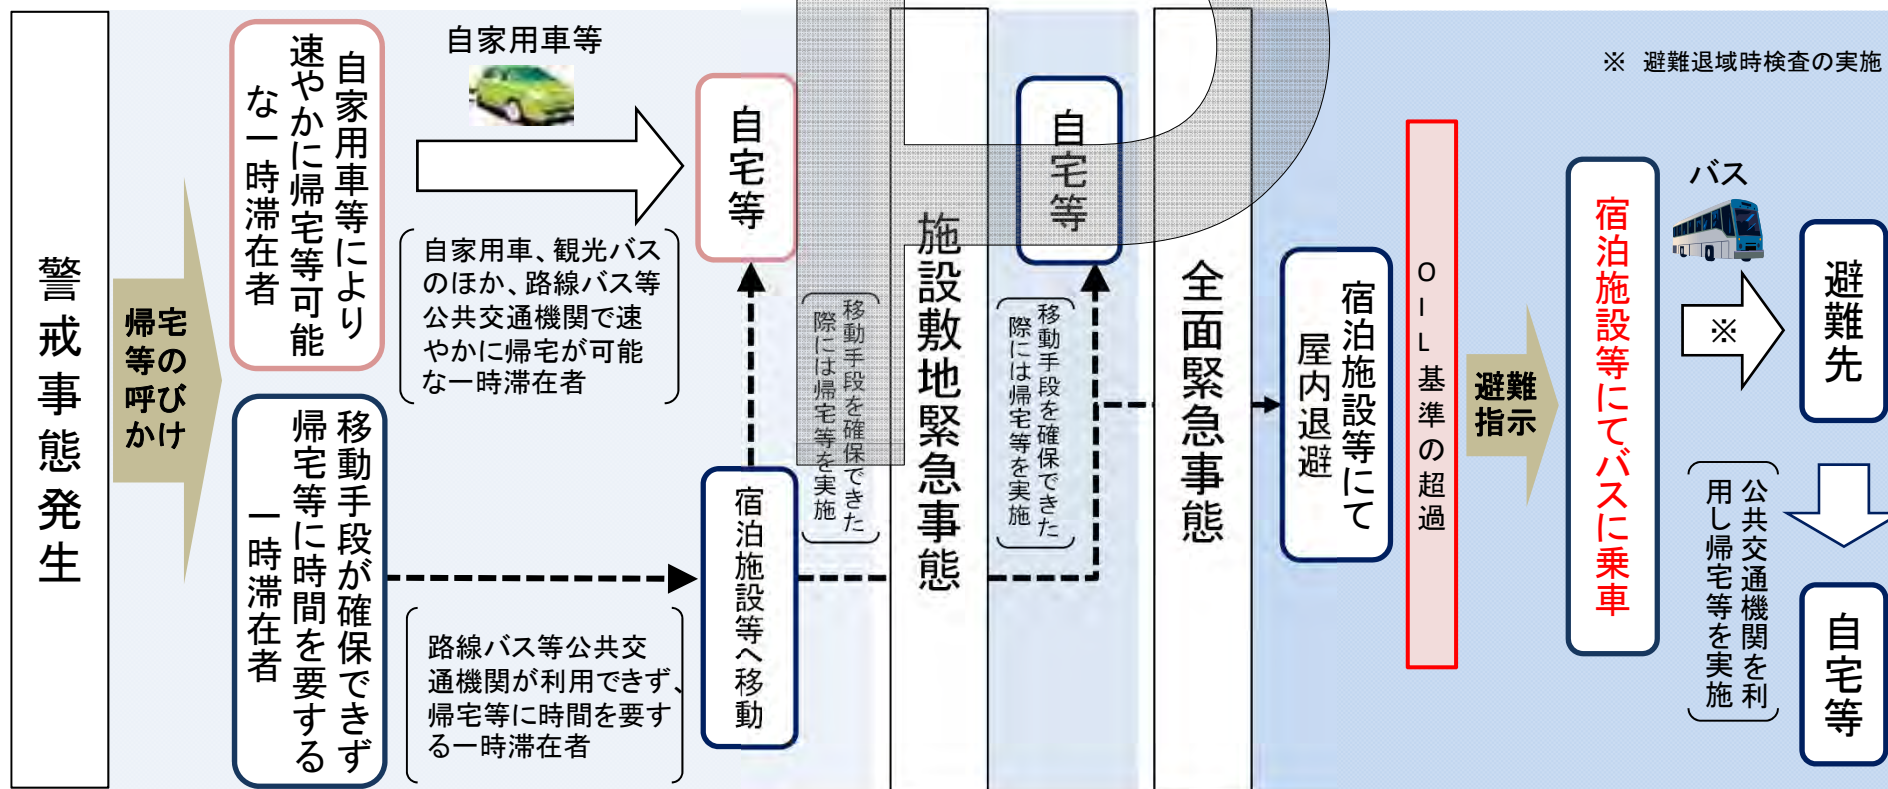 警戒事態発生
帰宅
等の
呼び
かけ
自家用車等により
速やかに帰宅等可能
な一時滞在者
移動手段が確保できず
帰宅等に時間を要する
一時滞在者
自家用車等
自家用車、観光バス
のほか、路線バス等
公共交通機関で速
やかに帰宅が可能
な一時滞在者
路線バス等公共交
通機関が利用できず、
帰宅等に時間を要す
る一時滞在者
自宅等
宿泊施設等へ移動
移動手段を確保できた
際には帰宅等を実施
施設敷地緊急事態
自宅等
移動手段を確保できた
際には帰宅等を実施
全面緊急事態
宿泊施設等にて
屋内退避
OIL基準の超過
避難
指示
宿泊施設等にてバスに乗車
※ 避難退域時検査の実施
バス
※
避難先
公共交通機関を利
用し帰宅等を実施
自宅等